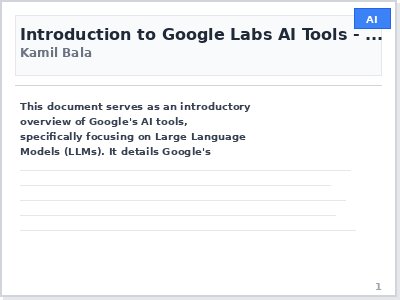 AI
Introduction to Google Labs AI Tools - ...
Kamil Bala
This document serves as an introductory
overview of Google's AI tools,
specifically focusing on Large Language
Models (LLMs). It details Google's
1